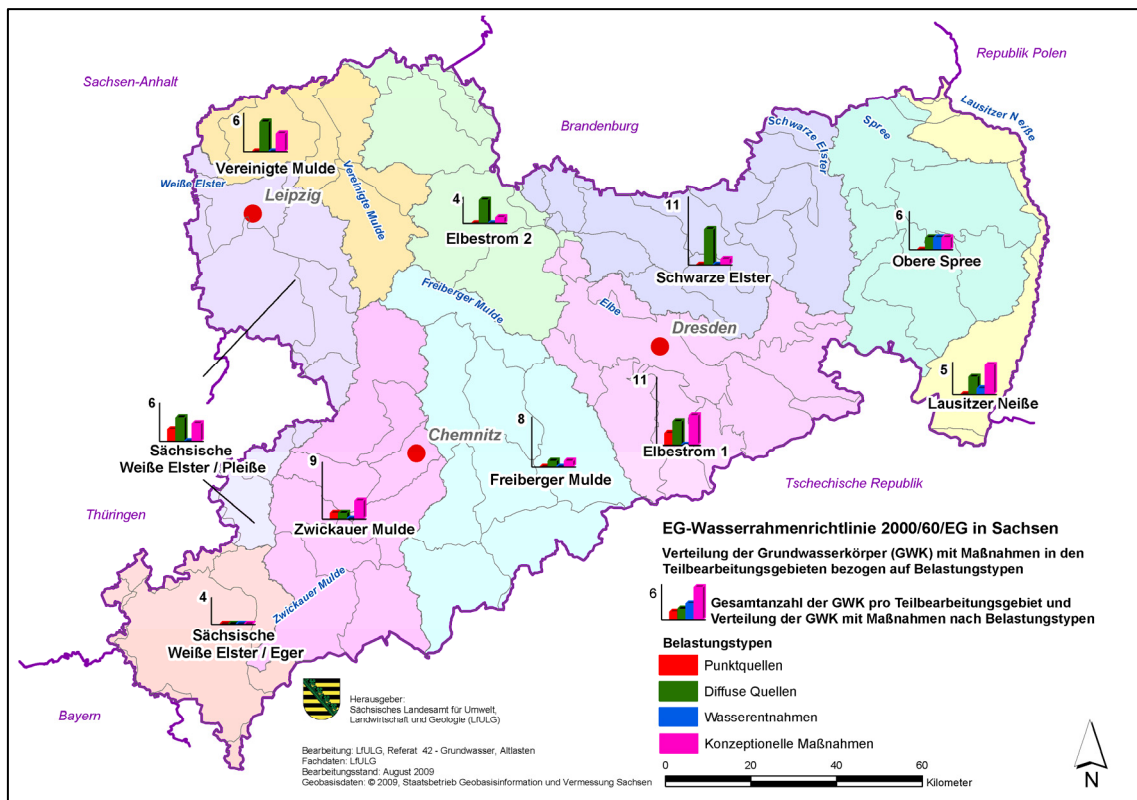 Sachsen-Anhalt
Republik Polen
Brandenburg
Lausitzer Neiße
Spree
Schwarze Elster
6
Vereinigte Mulde
Weiße Elster
Leipzig
Vereinigte Mulde
4
Elbestrom 2
11
Schwarze Elster
6
Obere Spree
Freiberger Mulde
Elbe
Dresden
5
Lausitzer Neiße
11
Elbestrom 1
6
Sächsische
Weiße Elster / Pleiße
Chemnitz
8
Freiberger Mulde
9
Zwickauer Mulde
Tschechische Republik
Thüringen
Zwickauer Mulde
4
Sächsische
Weiße Elster / Eger
Bayern
EG-Wasserrahmenrichtlinie 2000/60/EG in Sachsen
Verteilung der Grundwasserkörper (GWK) mit Maßnahmen in den
Teilbearbeitungsgebieten bezogen auf Belastungstypen
6
Gesamtanzahl der GWK pro Teilbearbeitungsgebiet und
Verteilung der GWK mit Maßnahmen nach Belastungstypen
Belastungstypen
Punktquellen
Diffuse Quellen
Wasserentnahmen
Konzeptionelle Maßnahmen
0 10 20 40 60
Kilometer
N
Herausgeber:
Sächsisches Landesamt für Umwelt,
Landwirtschaft und Geologie (LfULG)
Bearbeitung: LfULG, Referat 42 - Grundwasser, Altlasten
Fachdaten: LfULG
Bearbeitungsstand: August 2009
Geobasisdaten: © 2009, Staatsbetrieb Geobasisinformation und Vermessung Sachsen